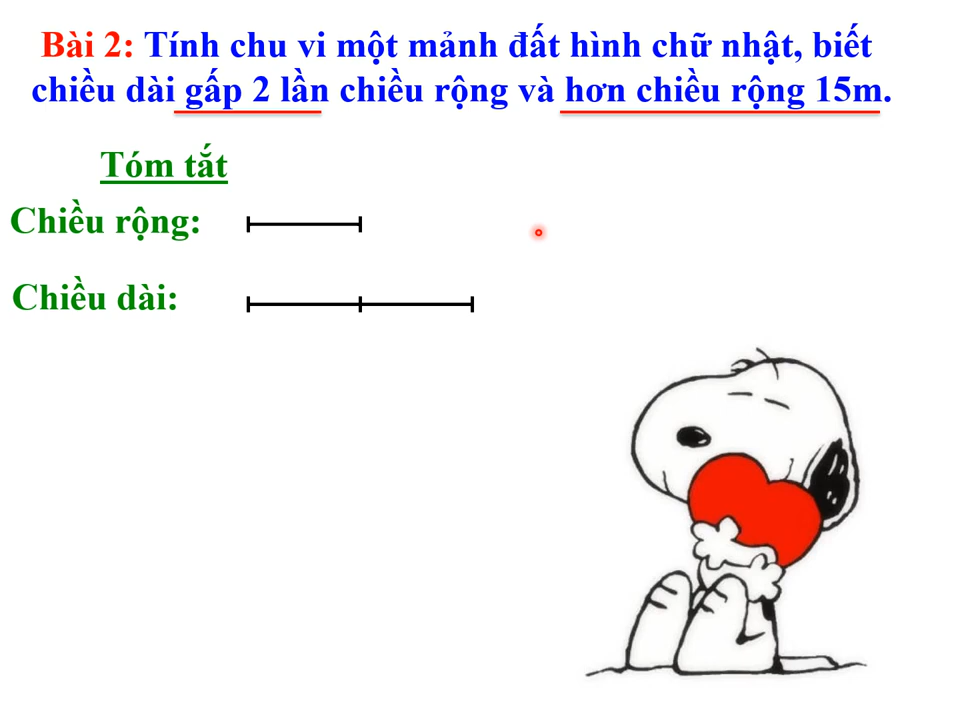 Bài 2: Tính chu vi một mảnh đất hình chữ nhật, biết
chiều dài gấp 2 lần chiều rộng và hơn chiều rộng 15m.
Tóm tắt
Chiều rộng:
Chiều dài: